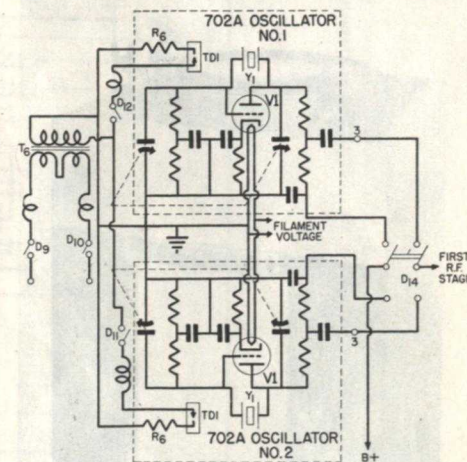 702A OSCILLATOR
NO.1
R6
TD1
Y1
V1
D12
T6
3
D9
D10
FILAMENT
VOLTAGE
FIRST
R.F.
STAGE
D14
D11
3
V1
Y1
TD1
R6
702A OSCILLATOR
NO.2
B+